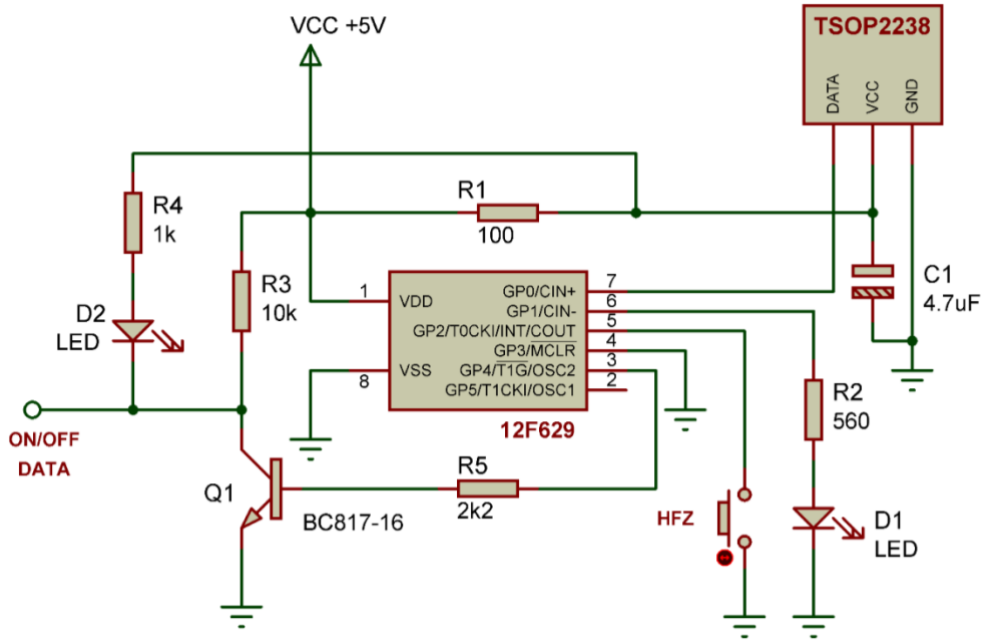 VCC +5V
TSOP2238
DATA
VCC
GND
R4
1k
R1
100
R3
10k
C1
4.7uF
D2
LED
1
VDD
GP0/CIN+
7
GP1/CIN-
6
GP2/T0CKI/INT/COUT
5
GP3/MCLR
4
8
VSS
GP4/T1G/OSC2
3
GP5/T1CKI/OSC1
2
12F629
R2
560
ON/OFF
DATA
Q1
BC817-16
R5
2k2
HFZ
D1
LED